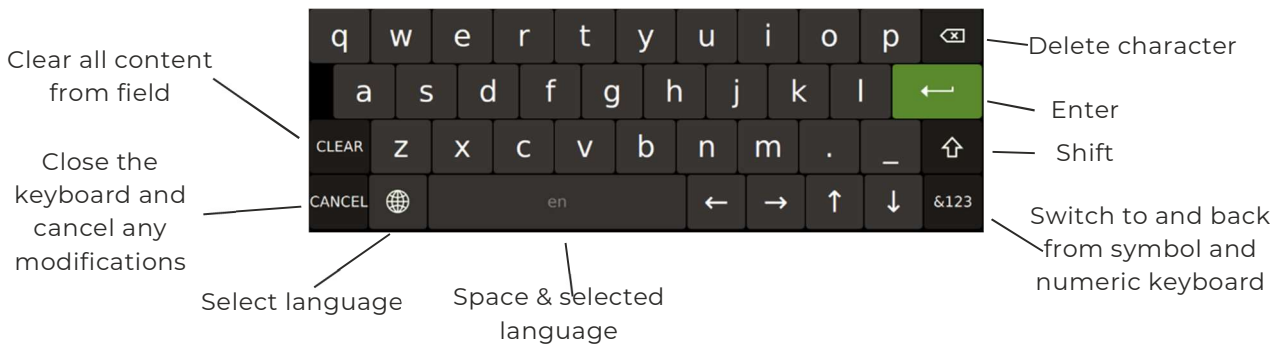 q w e r t y u i o p
Delete character
Clear all content
from field
a s d f g h j k l
Enter
CLEAR z x c v b n m . _
Shift
Close the
keyboard and
cancel any
modifications
CANCEL en ← → ↑ ↓ &123
Switch to and back
from symbol and
numeric keyboard
Select language
Space & selected
language